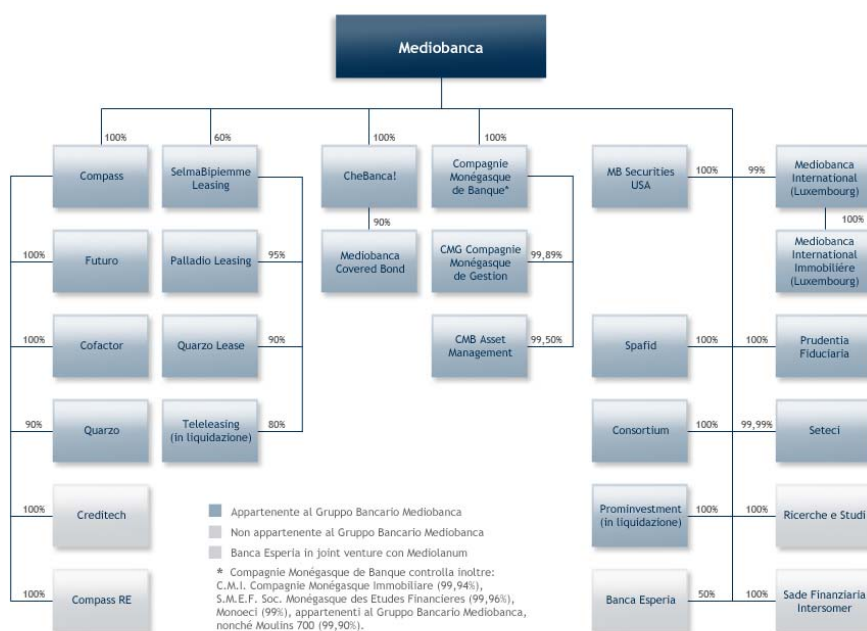 Mediobanca
100%
60%
100%
100%
Compass
SelmaBipiemme
Leasing
CheBanca!
Compagnie
Monégasque
de Banque*
MB Securities
USA
100%
99%
Mediobanca
International
(Luxembourg)
90%
100%
100%
Futuro
Palladio Leasing
95%
Mediobanca
Covered Bond
CMG Compagnie
Monégasque
de Gestion
99,89%
Mediobanca
International
Immobiliére
(Luxembourg)
100%
Cofactor
Quarzo Lease
90%
CMB Asset
Management
99,50%
Spafid
100%
100%
Prudentia
Fiduciaria
90%
Quarzo
Teleleasing
(in liquidazione)
80%
Consortium
100%
99,99%
Seteci
100%
Creditech
Prominvestment
(in liquidazione)
100%
100%
Ricerche e Studi
100%
Compass RE
Banca Esperia
50%
100%
Sade Finanziaria
Intersomer
Appartenente al Gruppo Bancario Mediobanca
Non appartenente al Gruppo Bancario Mediobanca
Banca Esperia in joint venture con Mediolanum
* Compagnie Monégasque de Banque controlla inoltre:
C.M.I. Compagnie Monégasque Immobiliare (99,94%),
S.M.E.F. Soc. Monégasque des Etudes Financieres (99,96%),
Monoeci (99%), appartenenti al Gruppo Bancario Mediobanca,
nonché Moulins 700 (99,90%).